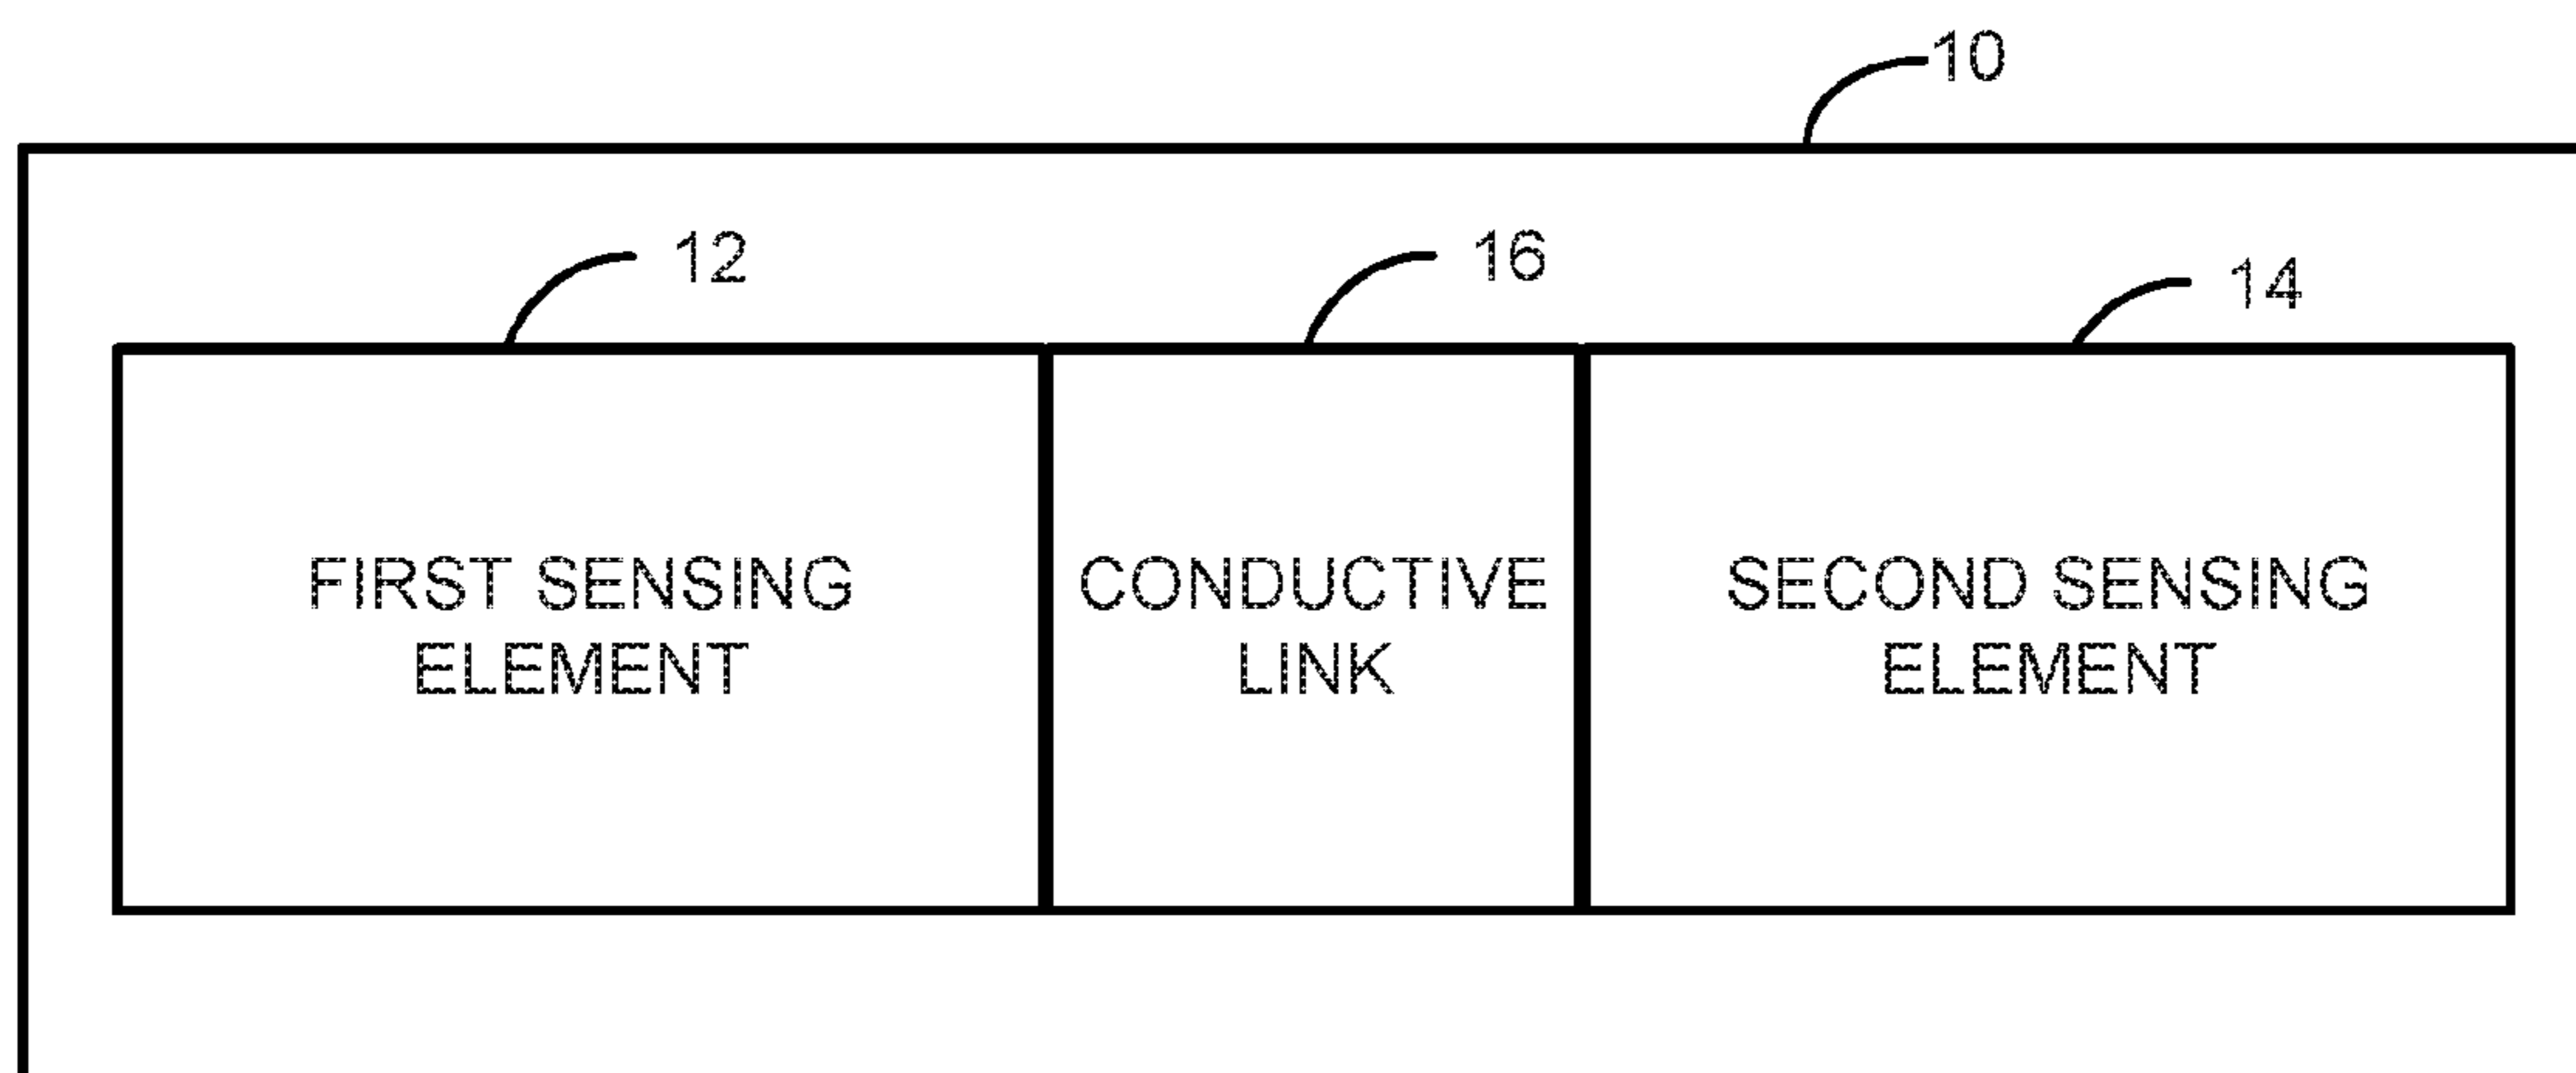 10
12
16
14
FIRST SENSING
ELEMENT
CONDUCTIVE
LINK
SECOND SENSING
ELEMENT